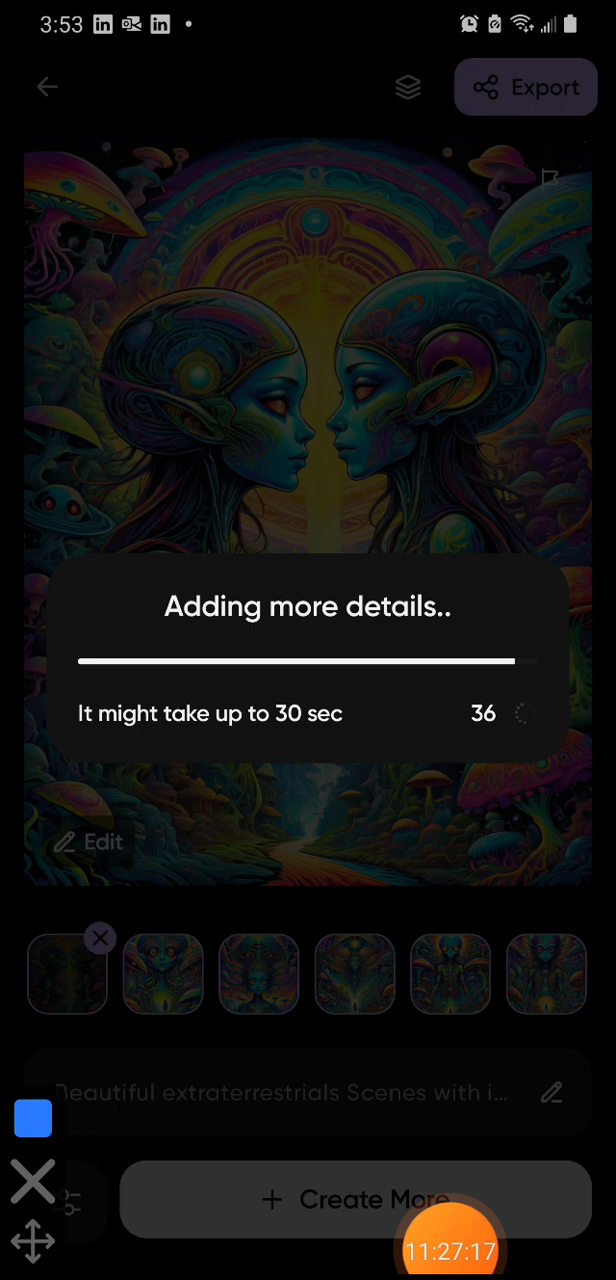 3:53
Export
Adding more details..
It might take up to 30 sec
36
Edit
Beautiful extraterrestrials Scenes with i...
+ Create More
11:27:17